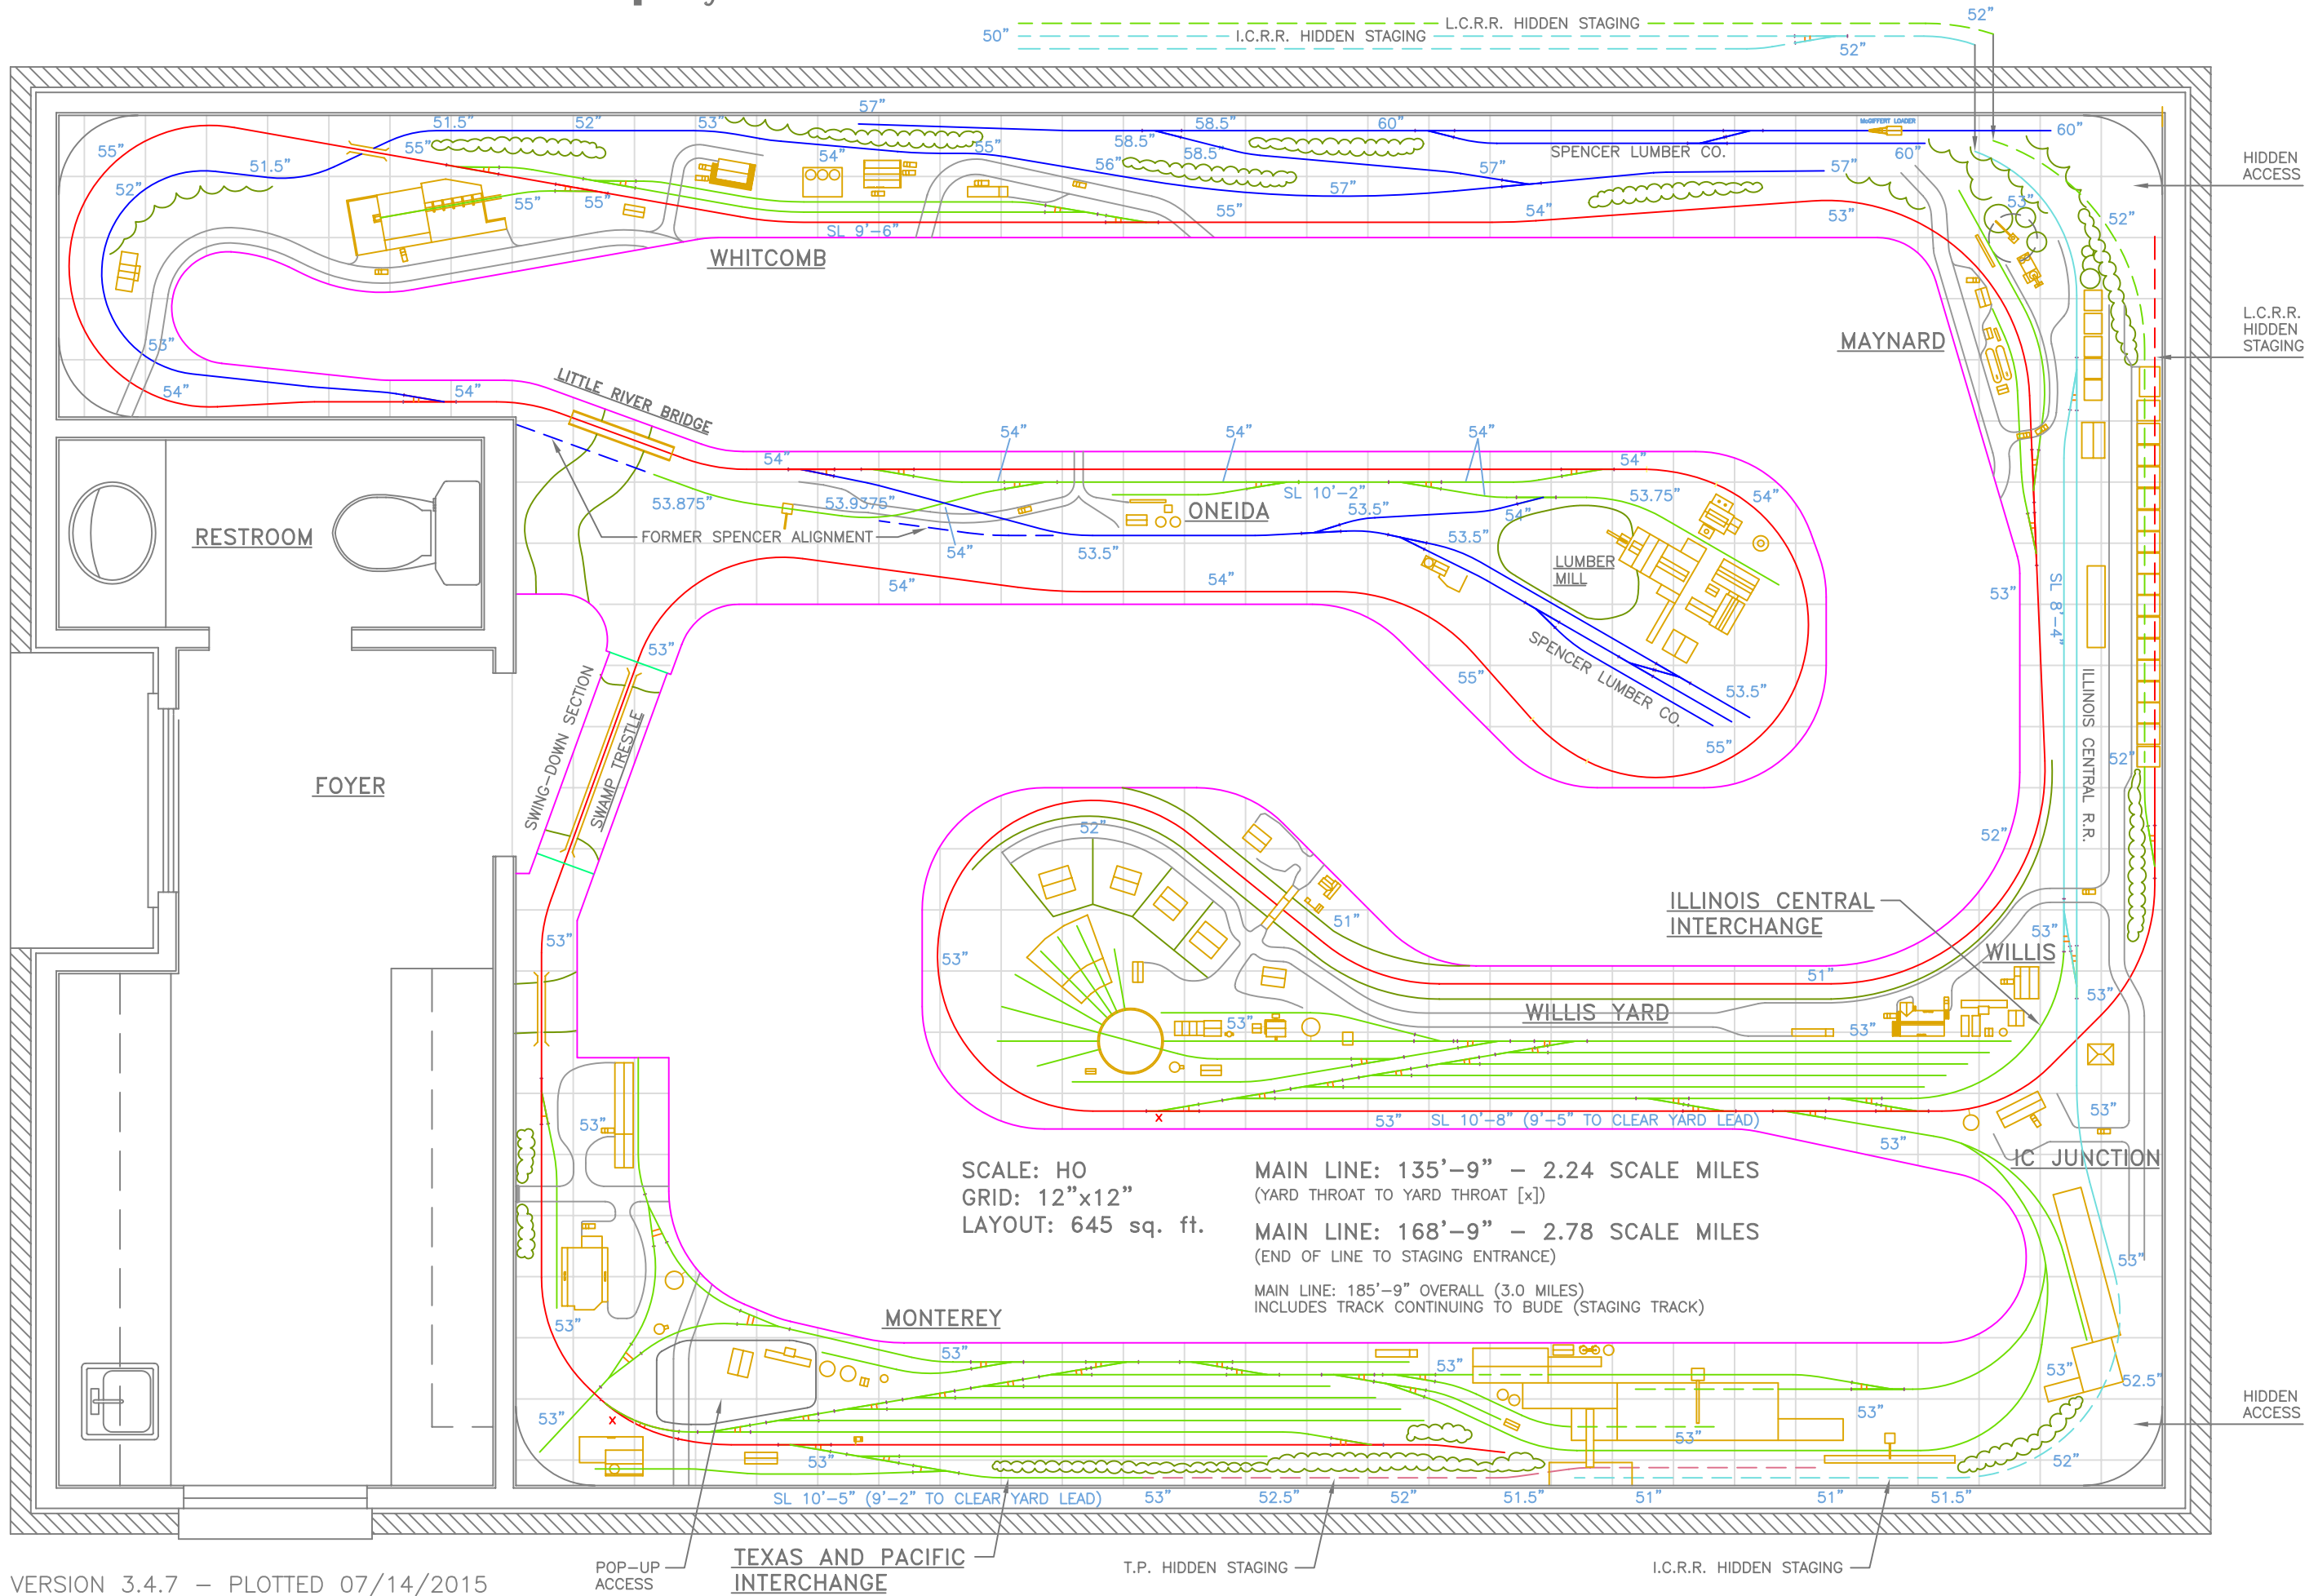 L.C.R.R. HIDDEN STAGING
52"
50"
I.C.R.R. HIDDEN STAGING
52"
57"
51.5"
52"
53"
58.5"
60"
McGIFFERT LOADER
60"
55"
55"
54"
55"
58.5"
58.5"
SPENCER LUMBER CO.
60"
HIDDEN
ACCESS
51.5"
56"
57"
57"
57"
52"
55"
55"
55"
54"
53"
53"
52"
SL 9'-6"
WHITCOMB
MAYNARD
L.C.R.R.
HIDDEN
STAGING
53"
54"
54"
LITTLE RIVER BRIDGE
54"
54"
54"
54"
54"
SL 10'-2"
53.875"
53.9375"
ONEIDA
53.5"
54"
53.75"
54"
RESTROOM
FORMER SPENCER ALIGNMENT
54"
53.5"
53.5"
LUMBER
MILL
54"
54"
53"
SL 8'-4"
53"
SPENCER LUMBER CO.
55"
53.5"
55"
ILLINOIS CENTRAL R.R.
52"
FOYER
SWING-DOWN SECTION
SWAMP TRESTLE
52"
52"
ILLINOIS CENTRAL
INTERCHANGE
51"
53"
53"
53"
WILLIS
51"
53"
WILLIS YARD
53"
53"
53"
53"
SL 10'-8" (9'-5" TO CLEAR YARD LEAD)
53"
53"
IC JUNCTION
SCALE: HO
GRID: 12"x12"
LAYOUT: 645 sq. ft.
MAIN LINE: 135'-9" - 2.24 SCALE MILES
(YARD THROAT TO YARD THROAT [x])
MAIN LINE: 168'-9" - 2.78 SCALE MILES
(END OF LINE TO STAGING ENTRANCE)
MAIN LINE: 185'-9" OVERALL (3.0 MILES)
INCLUDES TRACK CONTINUING TO BUDE (STAGING TRACK)
x
53"
53"
MONTEREY
53"
53"
53"
52.5"
53"
x
53"
53"
HIDDEN
ACCESS
53"
52"
SL 10'-5" (9'-2" TO CLEAR YARD LEAD)
53"
52.5"
52"
51.5"
51"
51"
51.5"
POP-UP
ACCESS
TEXAS AND PACIFIC
INTERCHANGE
T.P. HIDDEN STAGING
I.C.R.R. HIDDEN STAGING
VERSION 3.4.7 - PLOTTED 07/14/2015